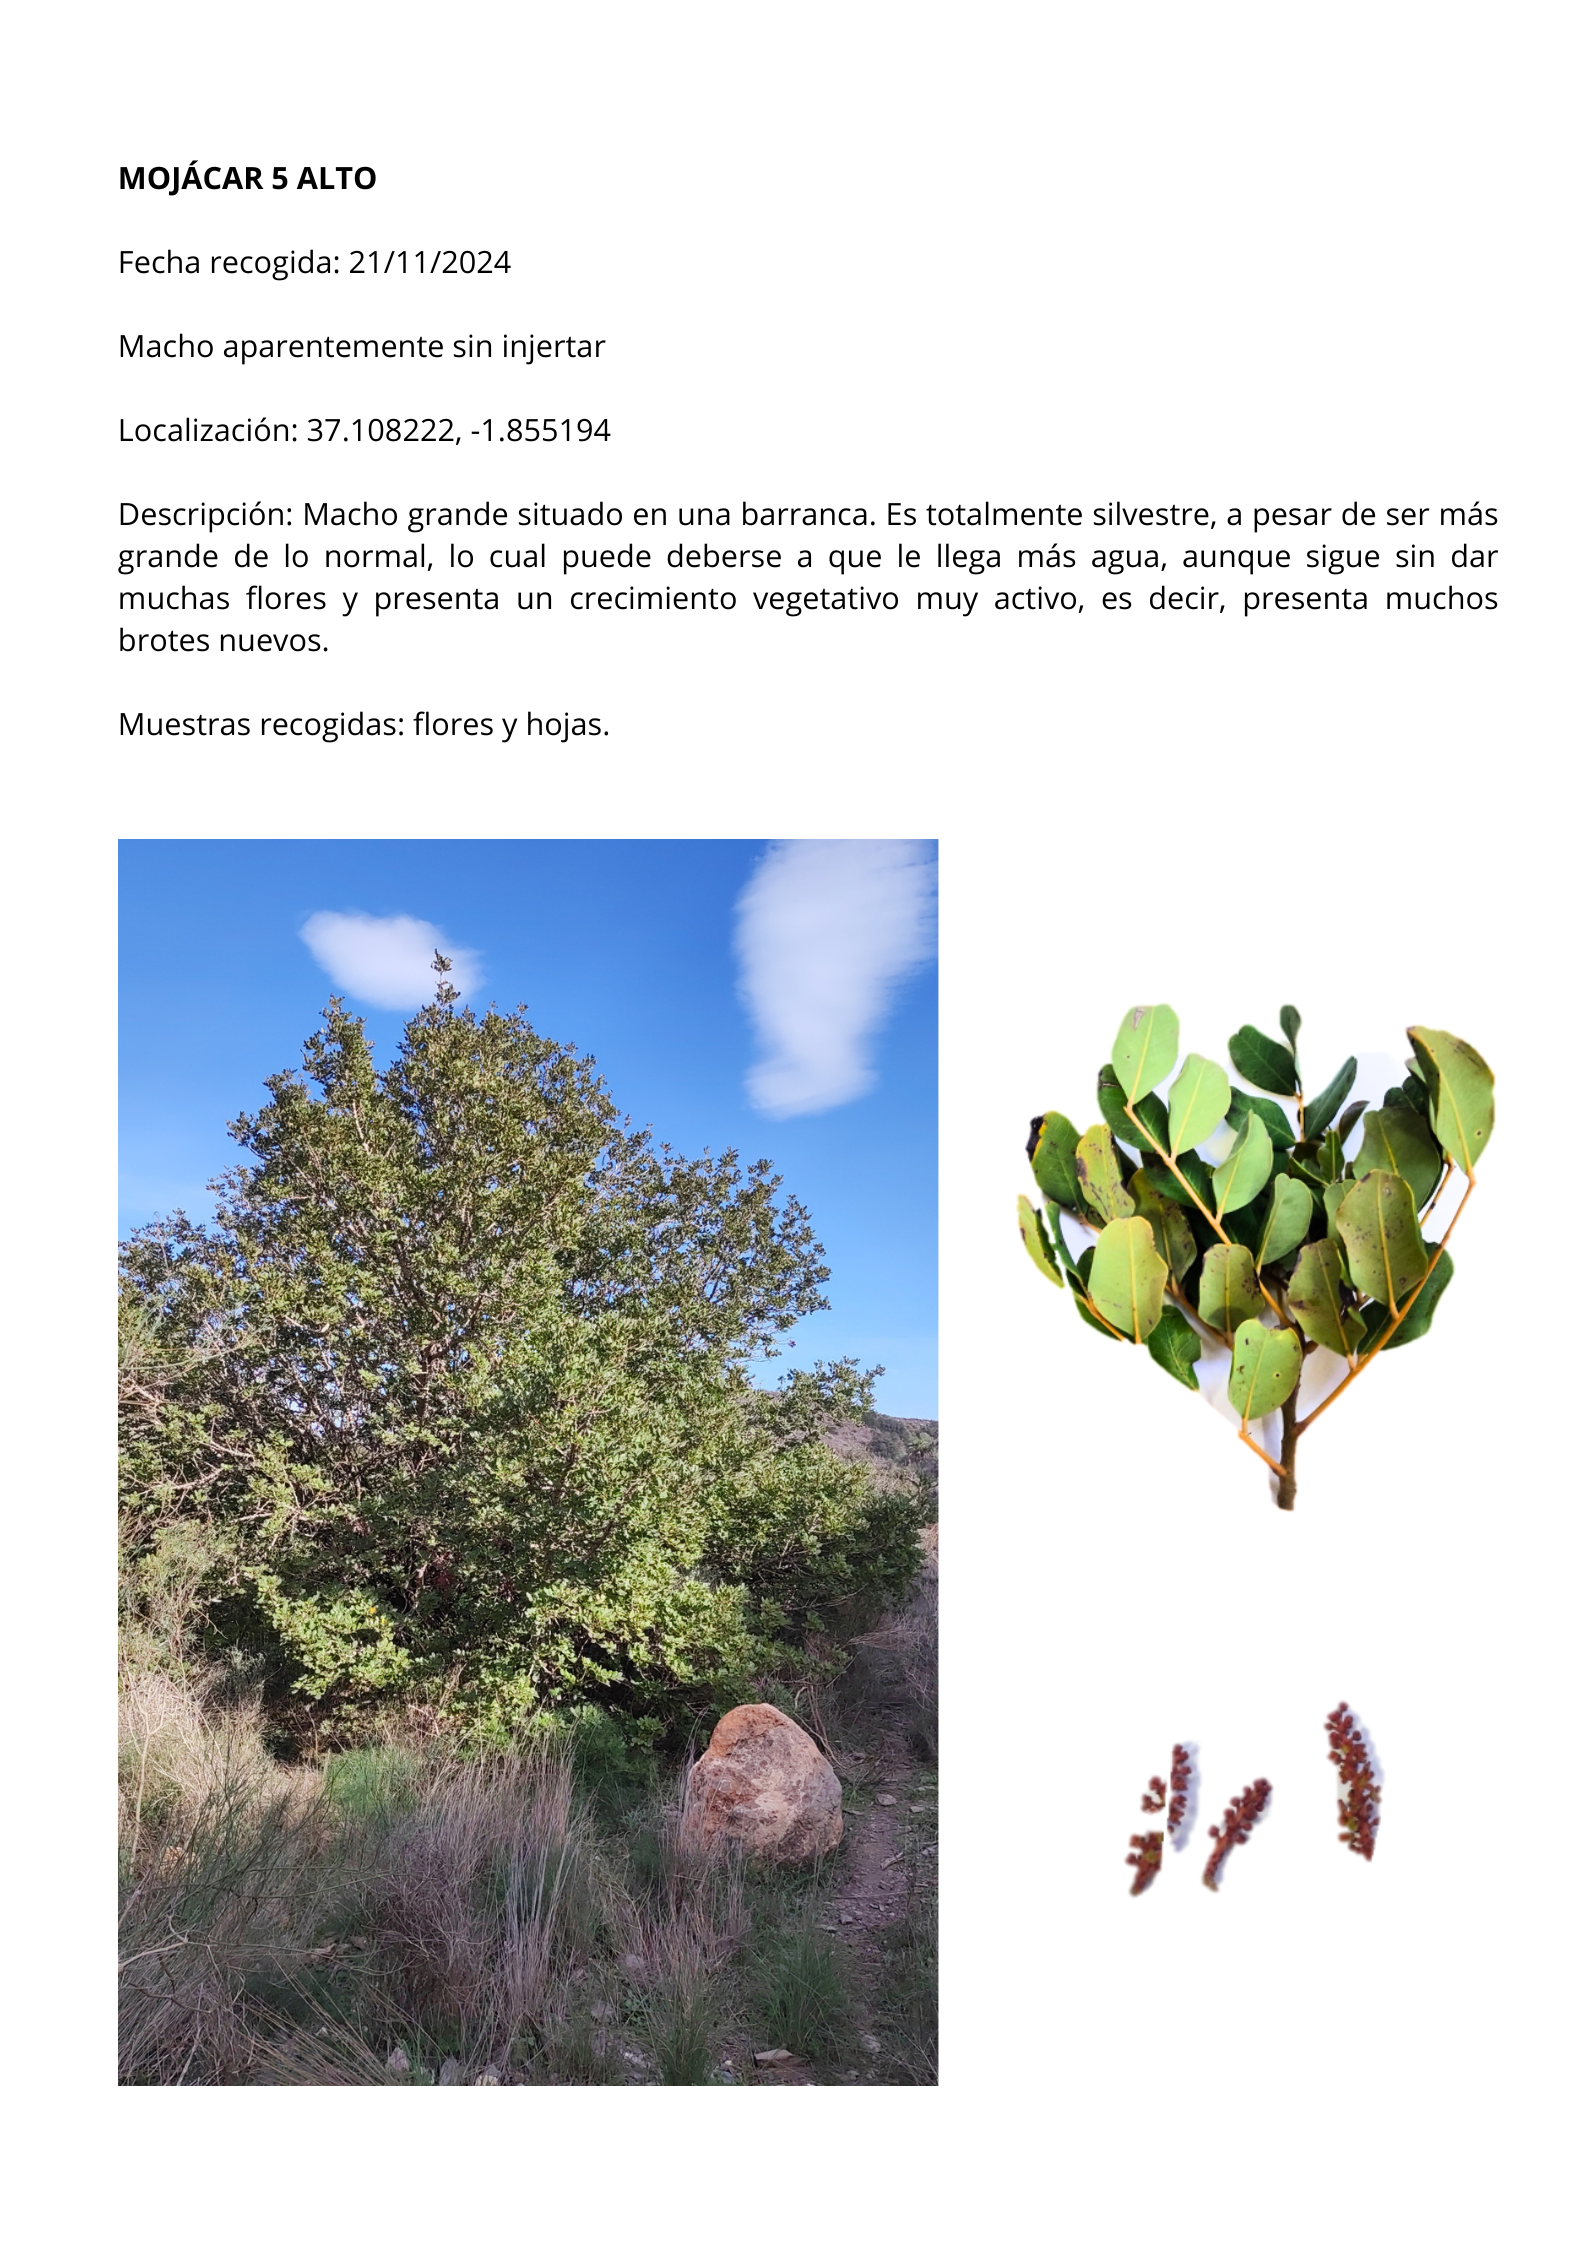 MOJÁCAR 5 ALTO
Fecha recogida: 21/11/2024
Macho aparentemente sin injertar
Localización: 37.108222, -1.855194
Descripción: Macho grande situado en una barranca. Es totalmente silvestre, a pesar de ser más
grande de lo normal, lo cual puede deberse a que le llega más agua, aunque sigue sin dar
muchas flores y presenta un crecimiento vegetativo muy activo, es decir, presenta muchos
brotes nuevos.
Muestras recogidas: flores y hojas.